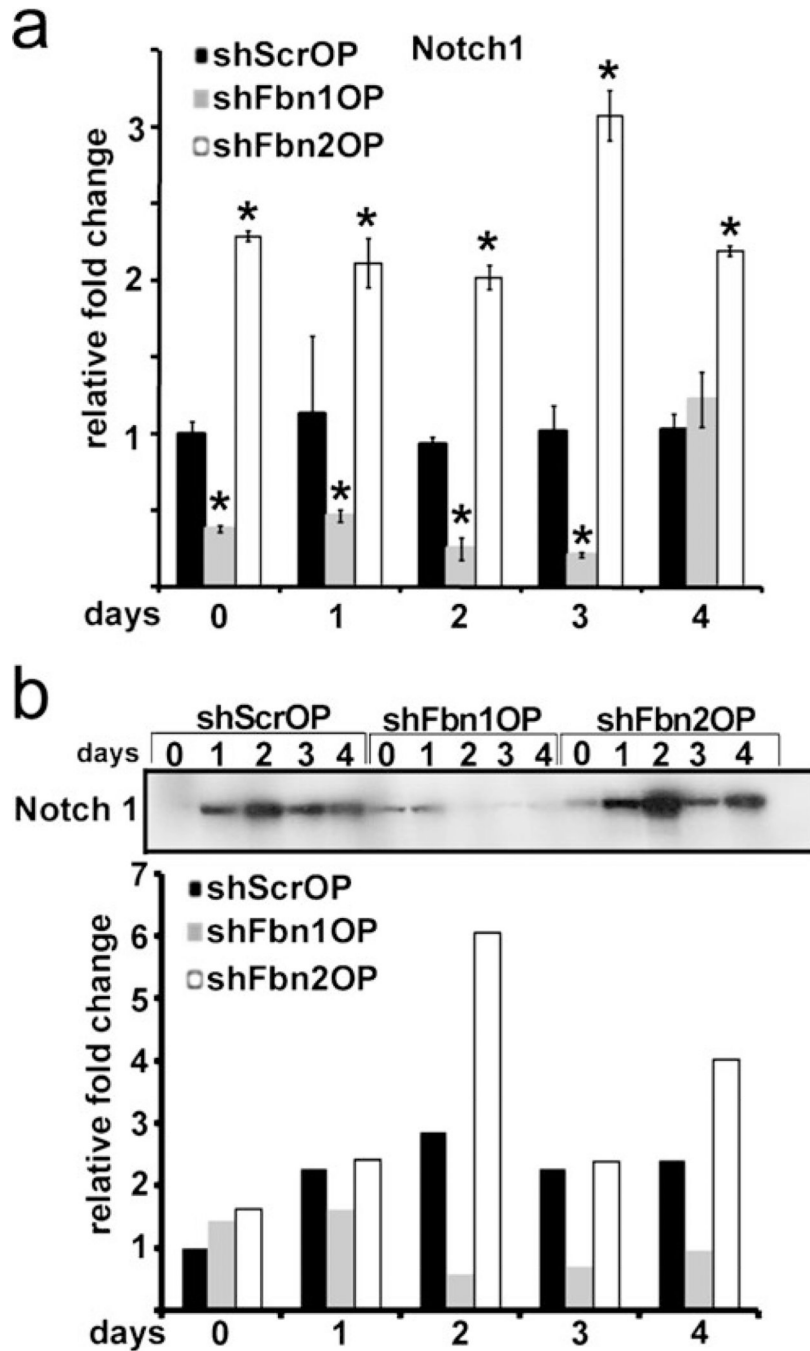 a
shScrOP Notch1
shFbn1OP
shFbn2OP
relative fold change
3
2
1
* * * * *
* * * *
days 0 1 2 3 4
b
shScrOP shFbn1OP shFbn2OP
days 0 1 2 3 4 0 1 2 3 4 0 1 2 3 4
Notch 1
shScrOP
shFbn1OP
shFbn2OP
relative fold change
7
6
5
4
3
2
1
days 0 1 2 3 4